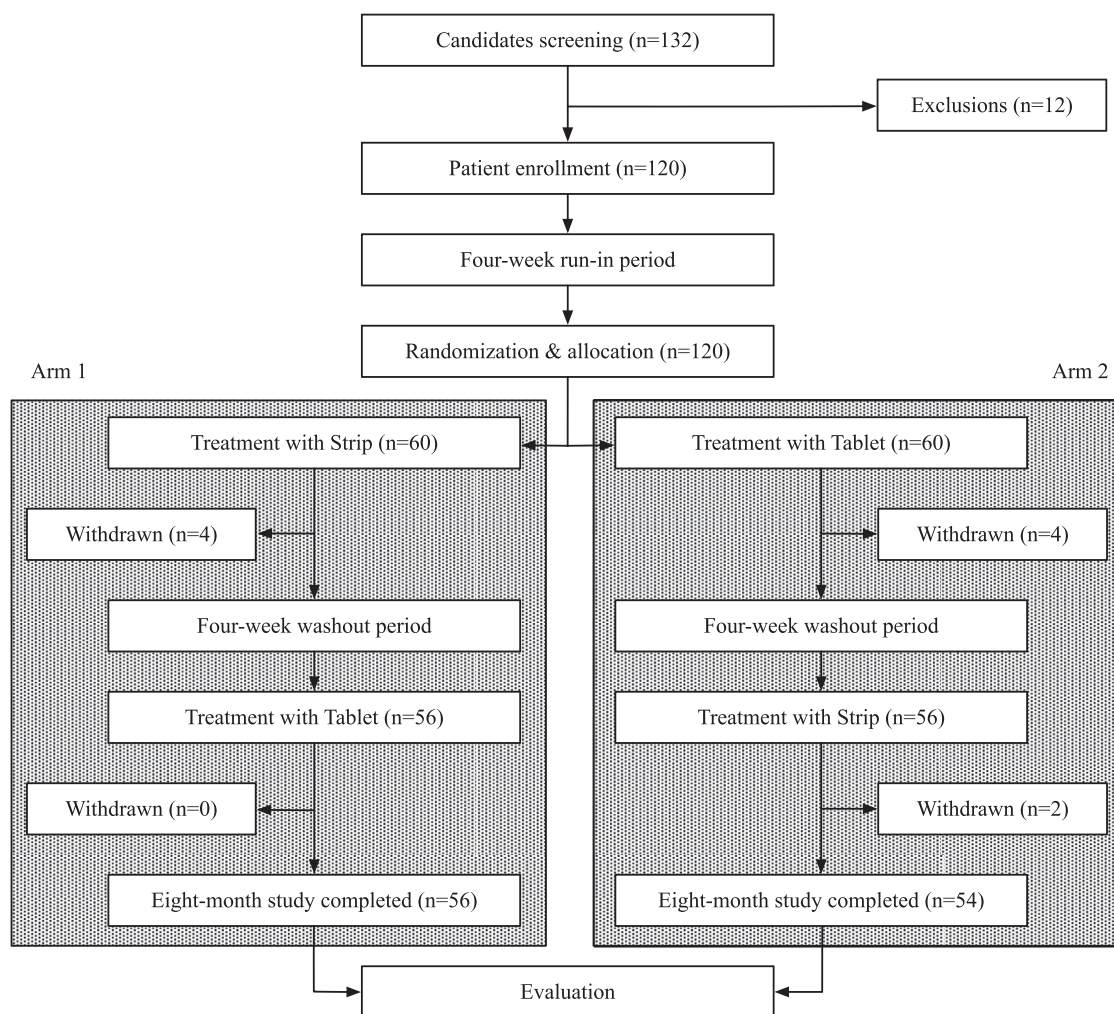 Candidates screening (n=132)
Exclusions (n=12)
Patient enrollment (n=120)
Four-week run-in period
Randomization & allocation (n=120)
Arm 1
Arm 2
Treatment with Strip (n=60)
Treatment with Tablet (n=60)
Withdrawn (n=4)
Withdrawn (n=4)
Four-week washout period
Four-week washout period
Treatment with Tablet (n=56)
Treatment with Strip (n=56)
Withdrawn (n=0)
Withdrawn (n=2)
Eight-month study completed (n=56)
Eight-month study completed (n=54)
Evaluation